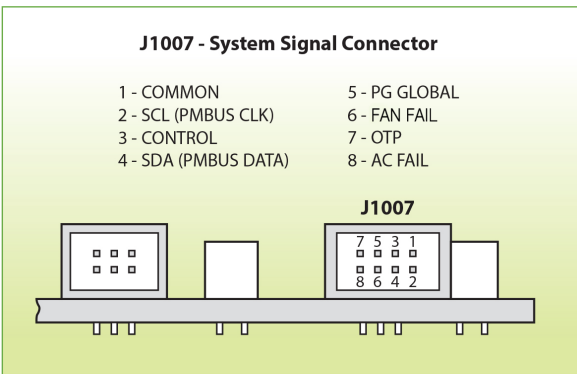 J1007 - System Signal Connector
1 - COMMON
2 - SCL (PMBUS CLK)
3 - CONTROL
4 - SDA (PMBUS DATA)
5 - PG GLOBAL
6 - FAN FAIL
7 - OTP
8 - AC FAIL
J1007
7 5 3 1
8 6 4 2